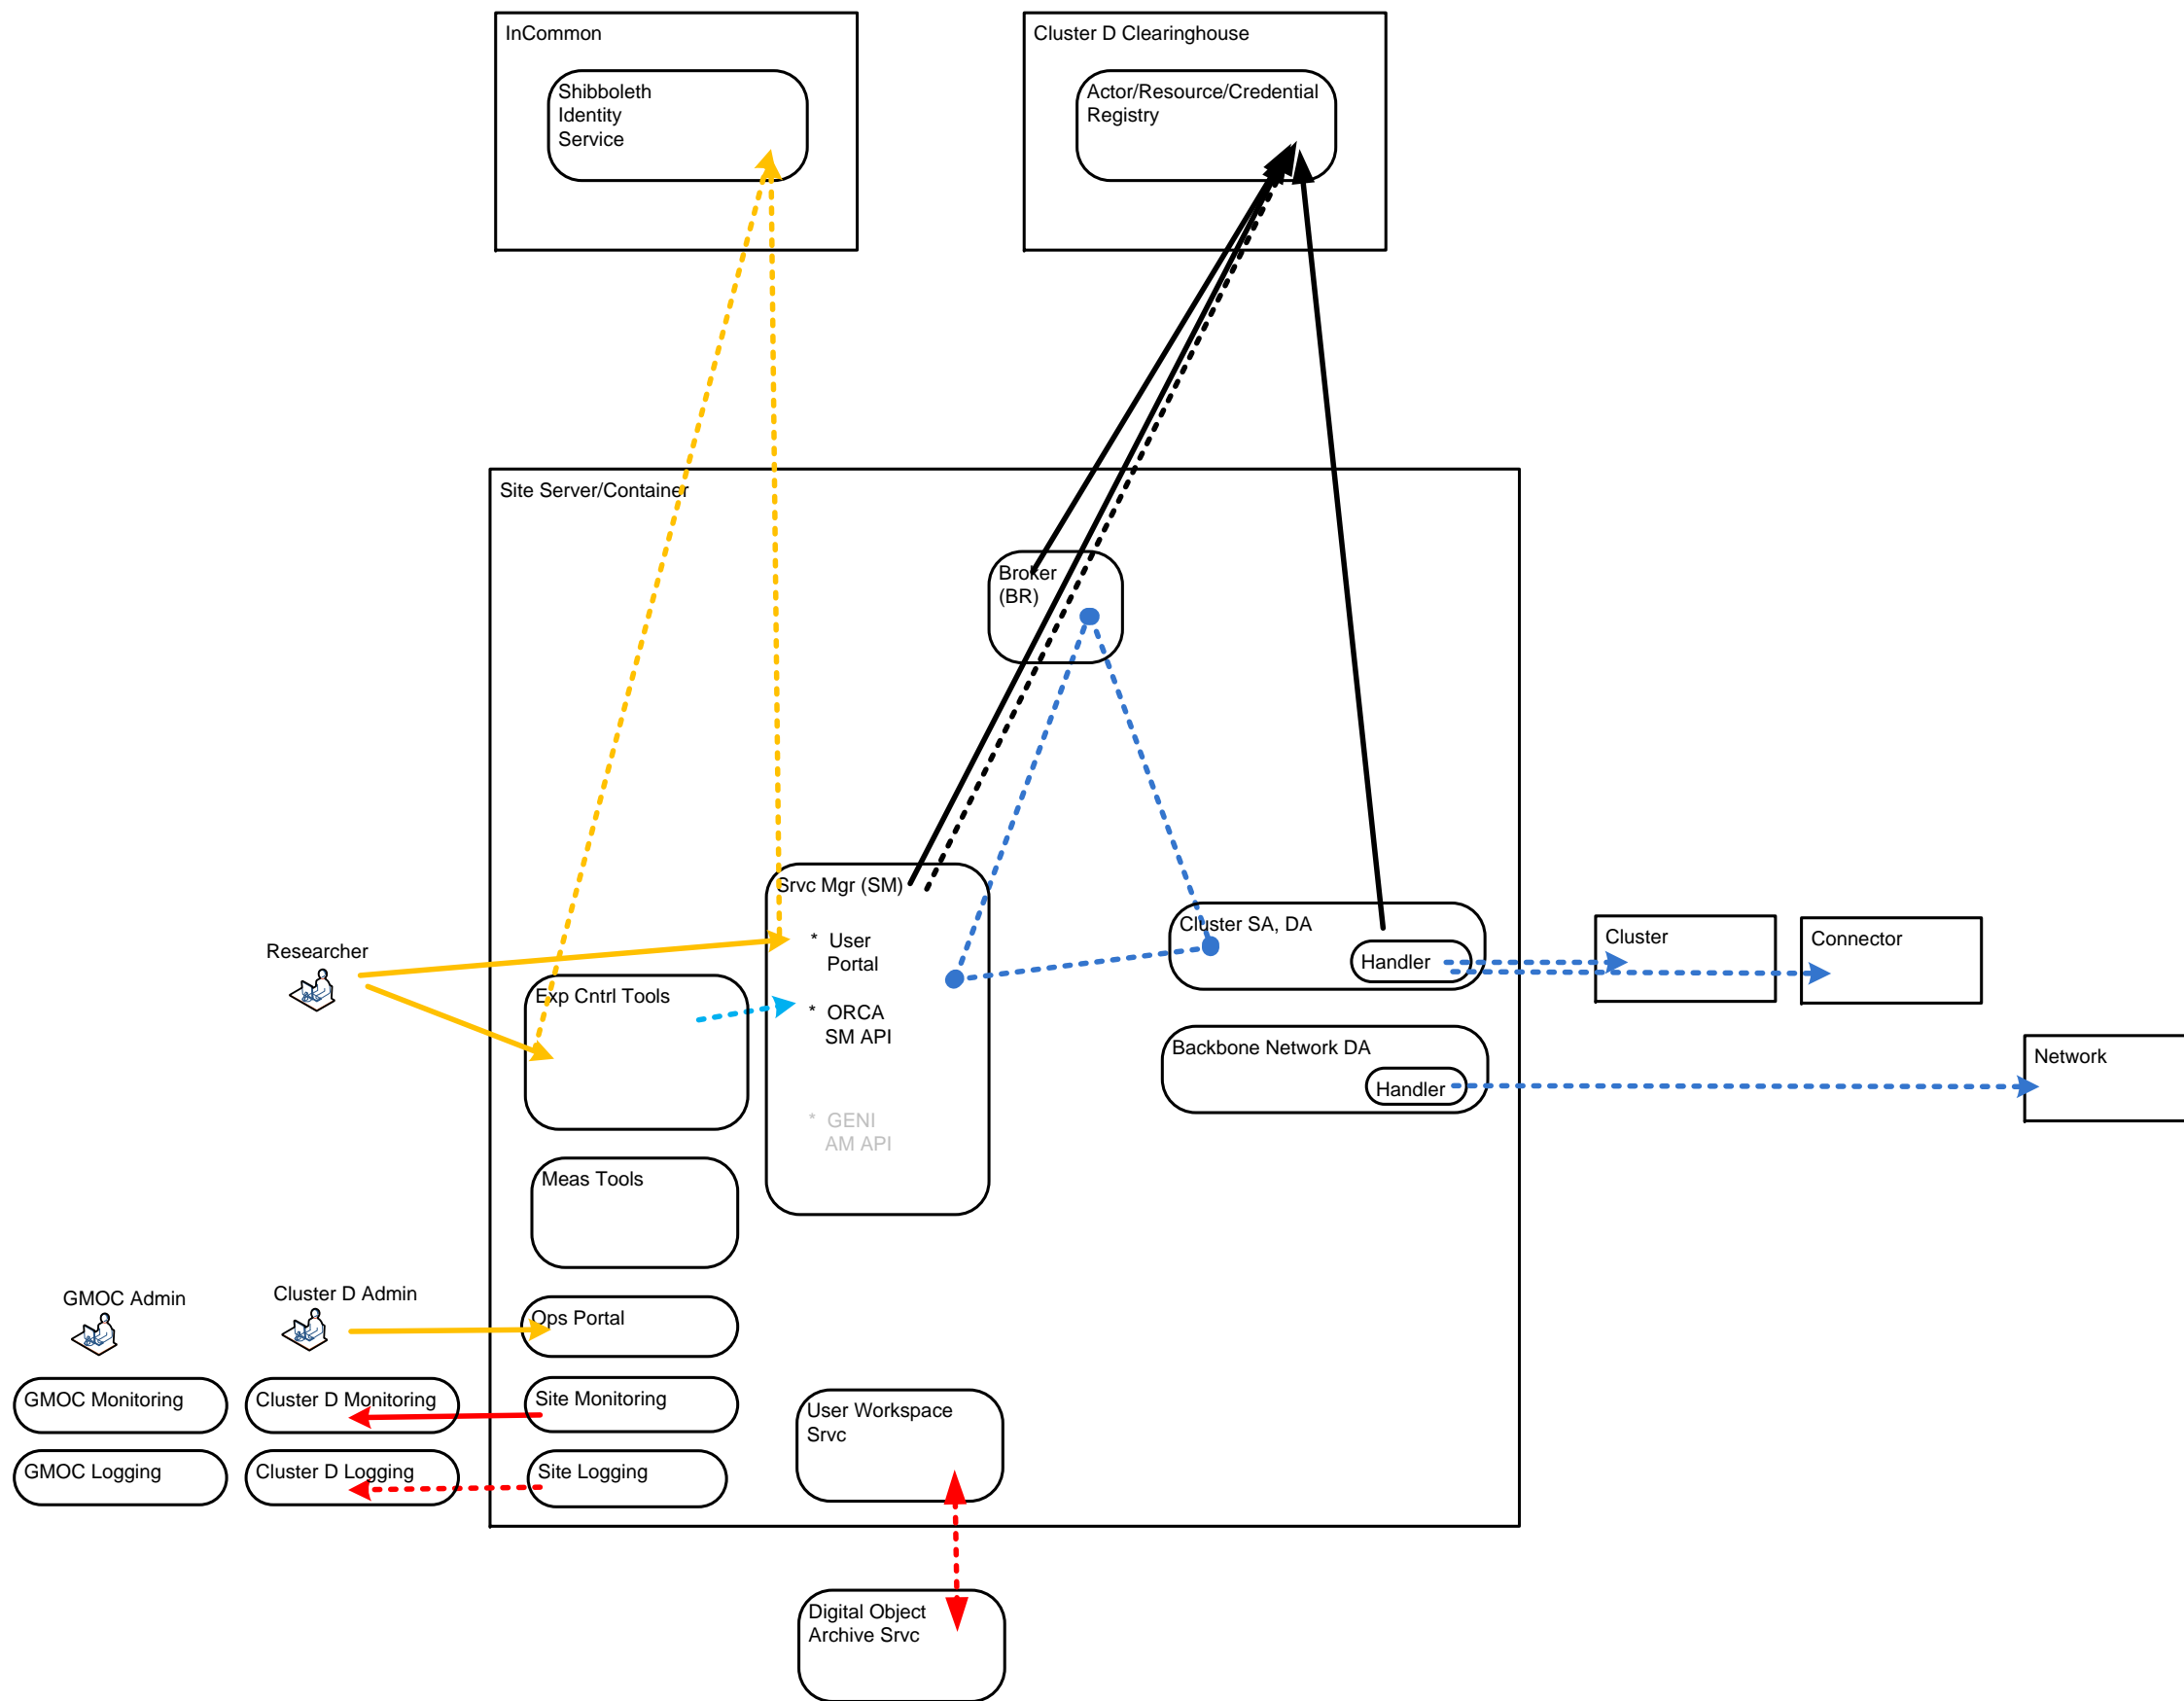 InCommon
Shibboleth
Identity
Service
Cluster D Clearinghouse
Actor/Resource/Credential
Registry
Site Server/Container
Broker
(BR)
Srvc Mgr (SM)
* User
Portal
* ORCA
SM API
* GENI
AM API
Cluster SA, DA
Handler
Cluster
Connector
Researcher
Exp Cntrl Tools
Backbone Network DA
Handler
Network
Meas Tools
GMOC Admin
Cluster D Admin
Ops Portal
GMOC Monitoring
Cluster D Monitoring
Site Monitoring
User Workspace
Srvc
GMOC Logging
Cluster D Logging
Site Logging
Digital Object
Archive Srvc